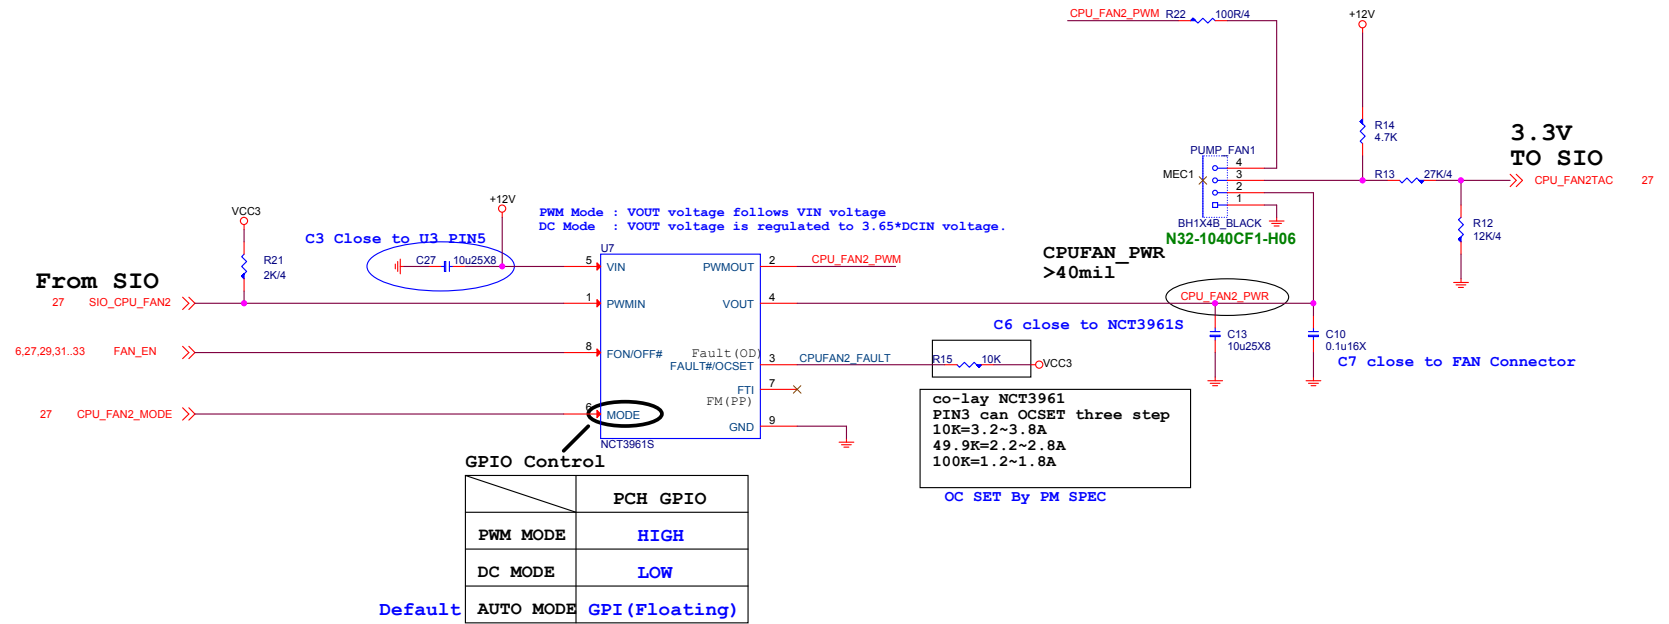 CPU_FAN2_PWM R22 100R/4
+12V
R14
4.7K
3.3V
TO SIO
PUMP_FAN1
4
MEC1
3
2
1
R13 27K/4
CPU_FAN2TAC 27
BH1X4B_BLACK
N32-1040CF1-H06
R12
12K/4
VCC3
+12V
PWM Mode : VOUT voltage follows VIN voltage
DC Mode : VOUT voltage is regulated to 3.65*DCIN voltage.
C3 Close to U3 PIN5
R21
2K/4
C27 10u25X8
U7
5 VIN
PWMOUT 2 CPU_FAN2_PWM
CPUFAN_PWR
>40mil
From SIO
27 SIO_CPU_FAN2
1 PWMIN
VOUT 4
CPU_FAN2_PWR
C6 close to NCT3961S
C13
10u25X8
C10
0.1u16X
C7 close to FAN Connector
6,27,29,31..33 FAN_EN
8 FON/OFF#
Fault(OD)
FAULT#/OCSET 3 CPUFAN2_FAULT
R15 10K
VCC3
FTI 7
FM(PP)
27 CPU_FAN2_MODE
6 MODE
GND 9
NCT3961S
co-lay NCT3961
PIN3 can OCSET three step
10K=3.2~3.8A
49.9K=2.2~2.8A
100K=1.2~1.8A
OC SET By PM SPEC
GPIO Control
PCH GPIO
PWM MODE HIGH
DC MODE LOW
Default AUTO MODE GPI(Floating)